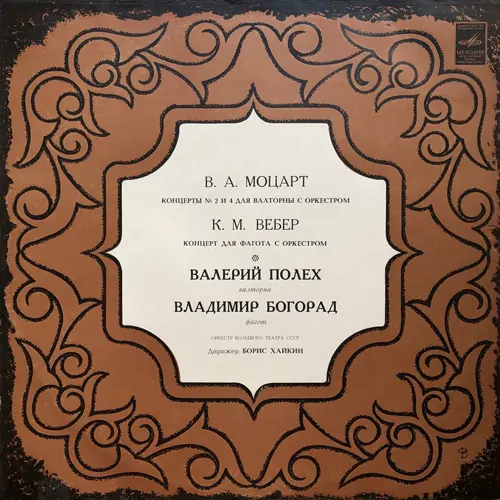 МЕЛОДИЯ
В. А. МОЦАРТ
КОНЦЕРТЫ № 2 И 4 ДЛЯ ВАЛТОРНЫ С ОРКЕСТРОМ
К. М. ВЕБЕР
КОНЦЕРТ ДЛЯ ФАГОТА С ОРКЕСТРОМ
ВАЛЕРИЙ ПОЛЕХ
валторна
ВЛАДИМИР БОГОРАД
фагот
ОРКЕСТР БОЛЬШОГО ТЕАТРА СССР
Дирижер БОРИС ХАЙКИН